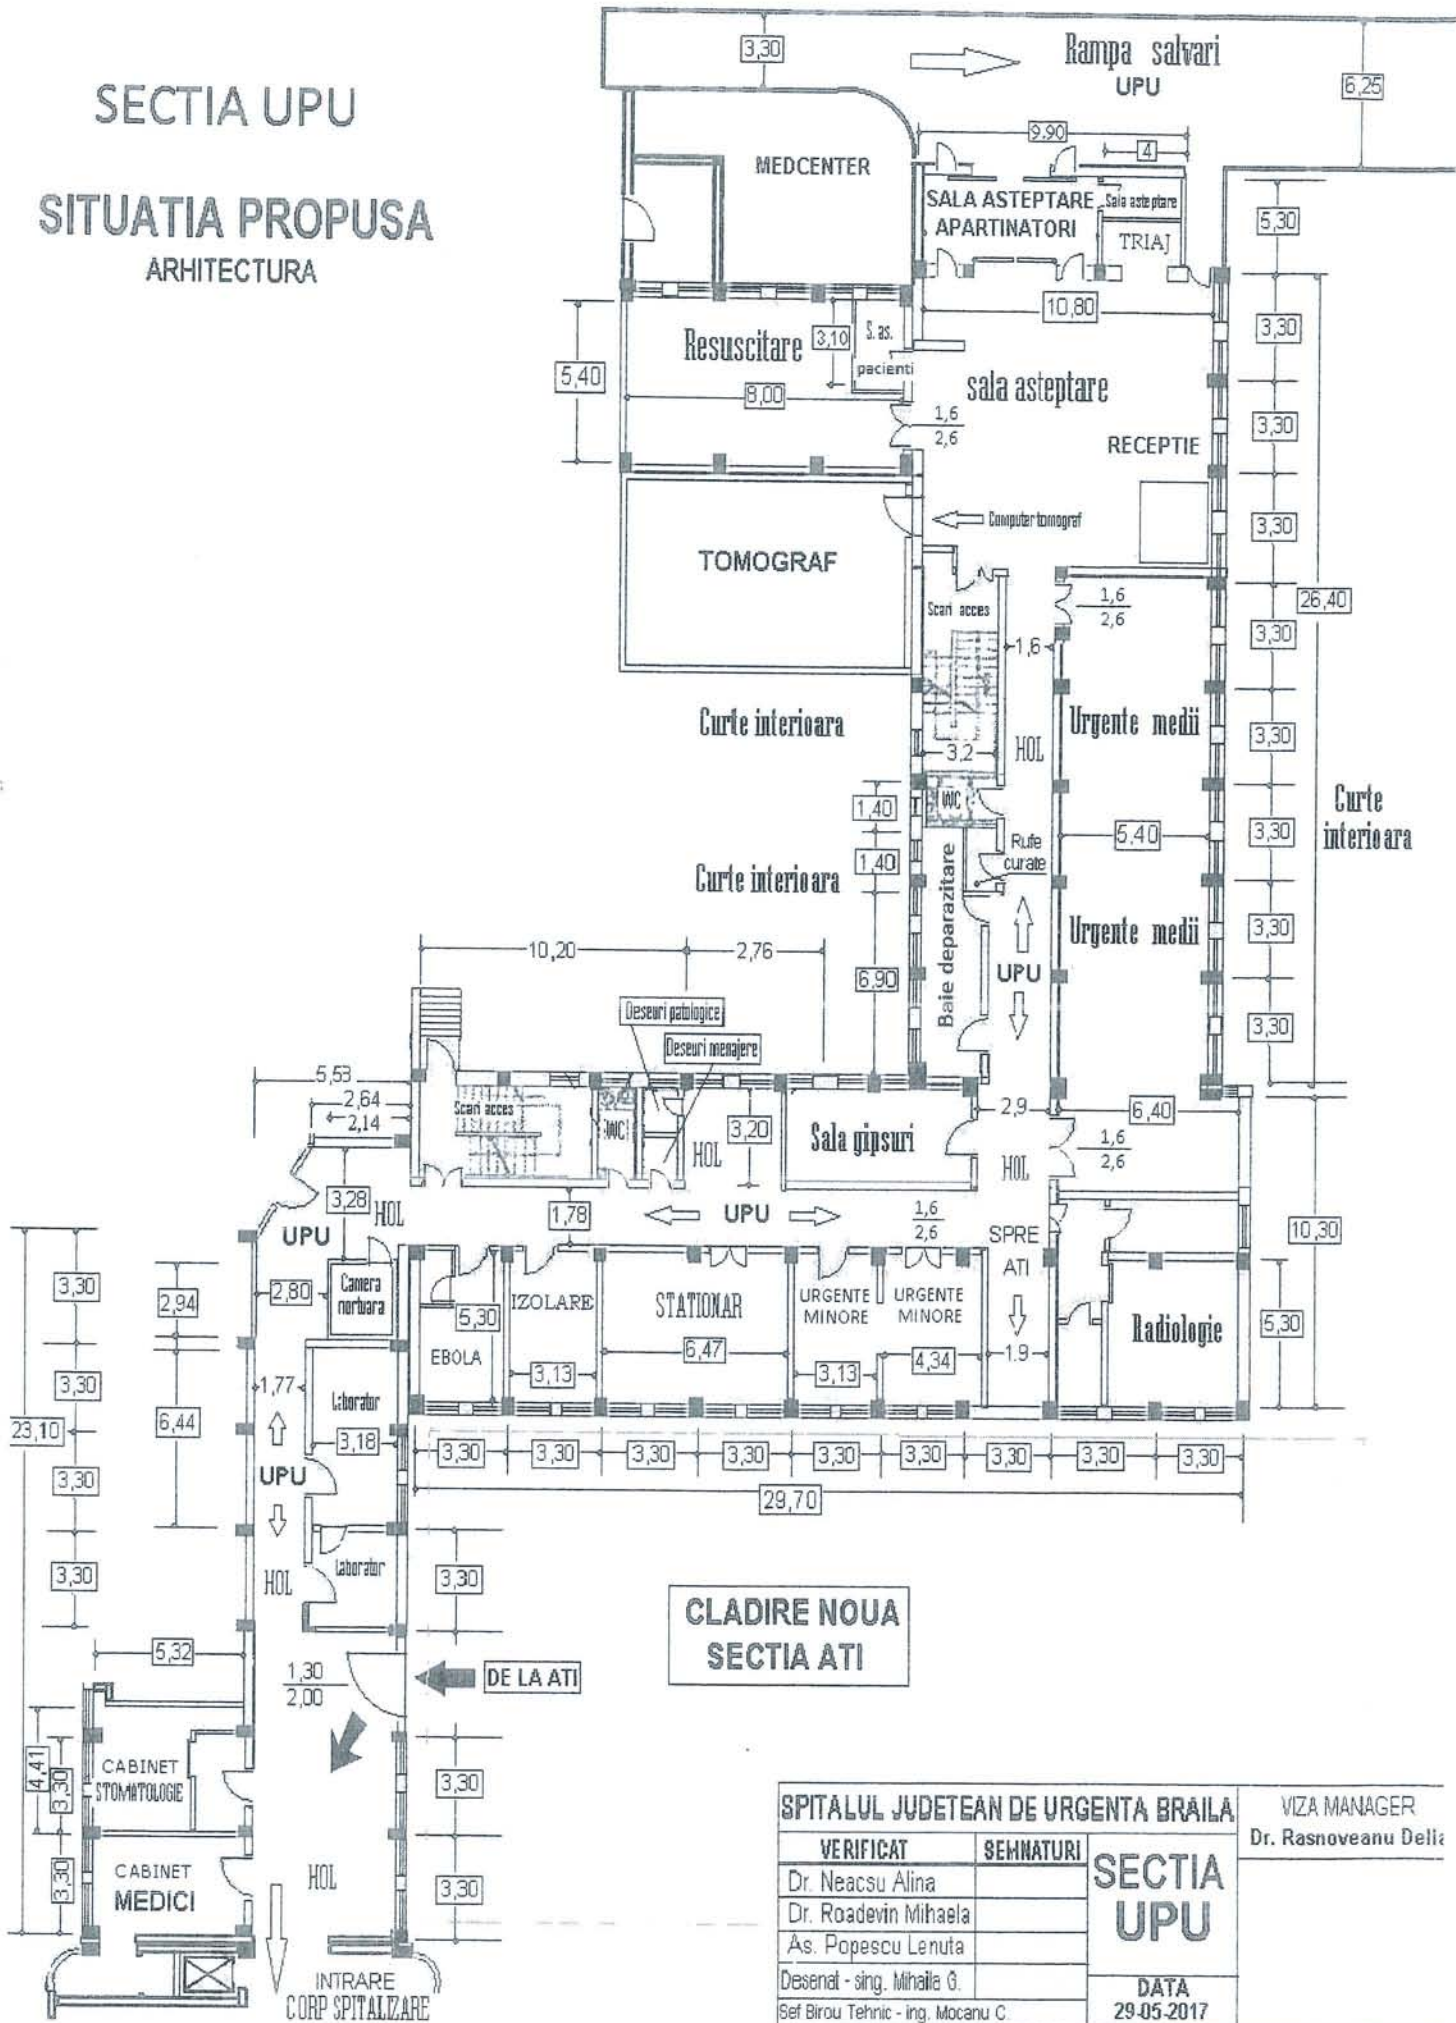 SECTIA UPU
SITUATIA PROPUSA
ARHITECTURA
3,30
Rampa salvari
UPU
6,25
9.90
4
MEDCENTER
SALA ASTEPTARE
APARTINATORI
Sala asteptare
TRIAJ
5,30
10,80
3,30
Resuscitare
3,10
S. as.
pacienti
5,40
8,00
sala asteptare
1,6
2,6
RECEPTIE
3,30
Computer tomograf
3,30
TOMOGRAF
Scari acces
1,6
2,6
26,40
3,30
1,6
Curte interioara
3,2
HOL
Urgente medii
3,30
WC
1,40
Rufe
curate
5,40
3,30
Curte
interioara
1,40
Curte interioara
Baie deparazitare
Urgente medii
3,30
10,20
2,76
6,90
UPU
3,30
Deseuri patologice
Deseuri menajere
5,53
2,64
2,14
Scari acces
WC
HOL
3,20
Sala gipsuri
2,9
6,40
1,6
2,6
HOL
3,28
HOL
UPU
1,78
UPU
1,6
2,6
SPRE
ATI
10,30
3,30
2,94
2,80
Camera
mortuara
5,30
IZOLARE
STATIONAR
URGENTE
MINORE
URGENTE
MINORE
EBOLA
6,47
3,13
3,13
4,34
1.9
Radiologie
5,30
3,30
1,77
Laborator
3,18
23,10
6,44
3,30
UPU
3,30
3,30
3,30
3,30
3,30
3,30
3,30
3,30
3,30
29,70
3,30
HOL
Laborator
3,30
CLADIRE NOUA
SECTIA ATI
5,32
1,30
2,00
DE LA ATI
4,41
3,30
CABINET
STOMATOLOGIE
3,30
3,30
CABINET
MEDICI
HOL
3,30
INTRARE
CORP SPITALIZARE
SPITALUL JUDETEAN DE URGENTA BRAILA
VIZA MANAGER
Dr. Rasnoveanu Delia
VERIFICAT
SEMNATURI
SECTIA
UPU
Dr. Neacsu Alina
Dr. Roadevin Mihaela
As. Popescu Lenuta
Desenat - sing. Mihaila G.
Sef Birou Tehnic - ing. Mocanu C.
DATA
29-05-2017